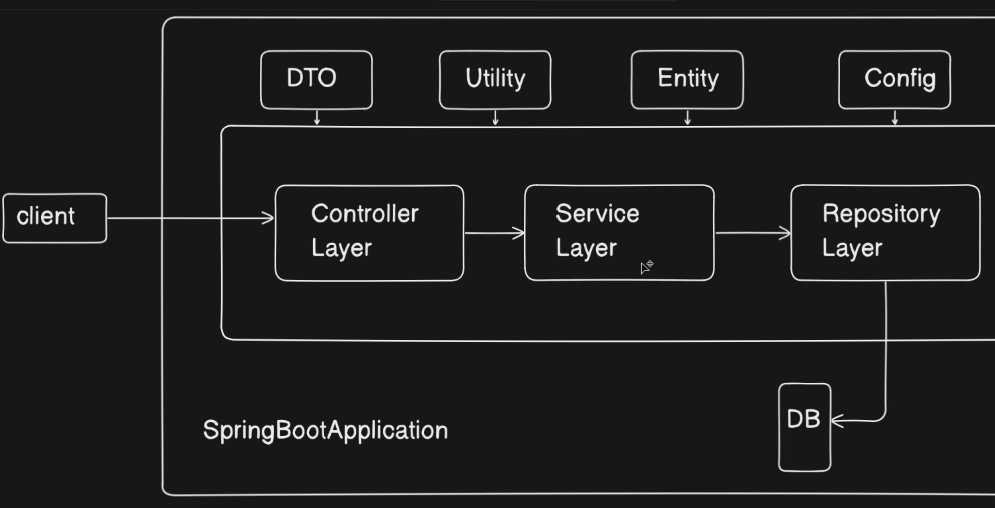 DTO
Utility
Entity
Config
client
Controller
Layer
Service
Layer
Repository
Layer
DB
SpringBootApplication